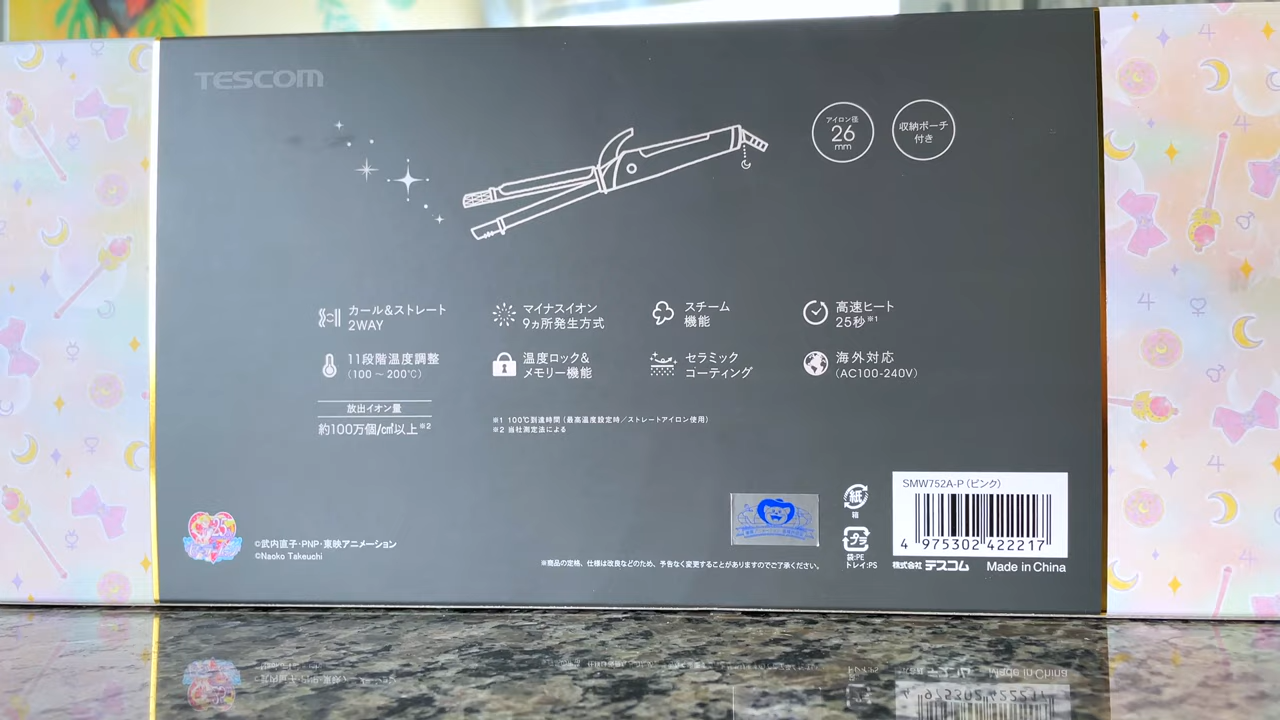 TESCOM
アイロン径
26
mm
収納ポーチ
付き
カール&ストレート
2WAY
マイナスイオン
9ヵ所発生方式
スチーム
機能
高速ヒート
25秒※1
11段階温度調整
(100~200℃)
温度ロック&
メモリー機能
セラミック
コーティング
海外対応
(AC100-240V)
放出イオン量
約100万個/㎤以上※2
※1 100℃到達時間(最高温度設定時/ストレートアイロン使用)
※2 当社測定法による
25
©武内直子・PNP・東映アニメーション
©Naoko Takeuchi
※商品の定格、仕様は改良などのため、予告なく変更することがありますのでご了承ください。
紙
箱
プラ
袋:PE
トレイ:PS
SMW752A-P(ピンク)
4 975302 422217
株式会社 テスコム Made in China